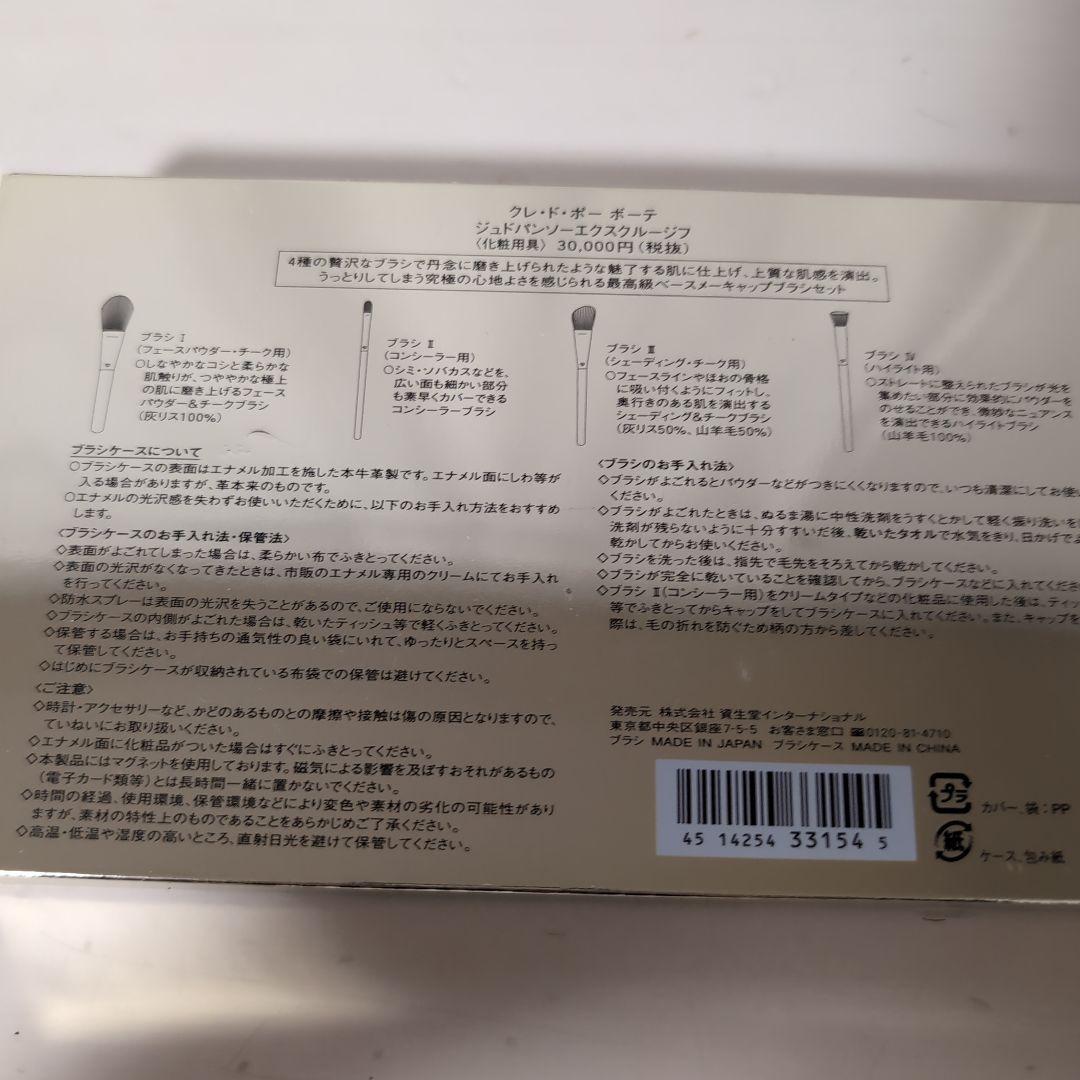 クレ・ド・ポー ボーテ
ジュドパンソーエクスクルージフ
〈化粧用具〉 30,000円(税抜)
4種の贅沢なブラシで丹念に磨き上げられたような魅了する肌に仕上げ、上質な肌感を演出。
うっとりしてしまう究極の心地よさを感じられる最高級ベースメーキャップブラシセット
ブラシ Ⅰ
(フェースパウダー・チーク用)
○しなやかなコシと柔らかな
肌触りが、つややかな極上
の肌に磨き上げるフェース
パウダー&チークブラシ
(灰リス100%)
ブラシ Ⅱ
(コンシーラー用)
○シミ・ソバカスなどを、
広い面も細かい部分
も素早くカバーできる
コンシーラーブラシ
ブラシ Ⅲ
(シェーディング・チーク用)
○フェースラインやほおの骨格
に吸い付くようにフィットし、
奥行きのある肌を演出する
シェーディング&チークブラシ
(灰リス50%、山羊毛50%)
ブラシ Ⅳ
(ハイライト用)
○ストレートに整えられたブラシが光を
集めたい部分に効果的にパウダーを
のせることができ、微妙なニュアンス
を演出できるハイライトブラシ
(山羊毛100%)
ブラシケースについて
○ブラシケースの表面はエナメル加工を施した本牛革製です。エナメル面にしわ等が
入る場合がありますが、革本来のものです。
○エナメルの光沢感を失わずお使いいただくために、以下のお手入れ方法をおすすめ
します。
〈ブラシケースのお手入れ法・保管法〉
◇表面がよごれてしまった場合は、柔らかい布でふきとってください。
◇表面の光沢がなくなってきたときは、市販のエナメル専用のクリームにてお手入れ
を行ってください。
◇防水スプレーは表面の光沢を失うことがあるので、ご使用にならないでください。
◇ブラシケースの内側がよごれた場合は、乾いたティッシュ等で軽くふきとってください。
◇保管する場合は、お手持ちの通気性の良い袋にいれて、ゆったりとスペースを持っ
て保管してください。
◇はじめにブラシケースが収納されている布袋での保管は避けてください。
〈ご注意〉
◇時計・アクセサリーなど、かどのあるものとの摩擦や接触は傷の原因となりますので、
ていねいにお取り扱いください。
◇エナメル面に化粧品がついた場合はすぐにふきとってください。
◇本製品にはマグネットを使用しております。磁気による影響を及ぼすおそれがあるもの
(電子カード類等)とは長時間一緒に置かないでください。
◇時間の経過、使用環境、保管環境などにより変色や素材の劣化の可能性があり
ますが、素材の特性上のものであることをあらかじめご了承ください。
◇高温・低温や湿度の高いところ、直射日光を避けて保管してください。
〈ブラシのお手入れ法〉
◇ブラシがよごれるとパウダーなどがつきにくくなりますので、いつも清潔にしてお使い
ください。
◇ブラシがよごれたときは、ぬるま湯に中性洗剤をうすくとかして軽く振り洗いを
洗剤が残らないように十分すすいだ後、乾いたタオルで水気をきり、日かげでよ
乾かしてからお使いください。
◇ブラシを洗った後は、指先で毛先をそろえてから乾かしてください。
◇ブラシが完全に乾いていることを確認してから、ブラシケースなどに入れてくださ
◇ブラシ Ⅱ(コンシーラー用)をクリームタイプなどの化粧品に使用した後は、ティッ
等でふきとってからキャップをしてブラシケースに入れてください。また、キャップを
際は、毛の折れを防ぐため柄の方から差してください。
発売元 株式会社 資生堂インターナショナル
東京都中央区銀座7-5-5 お客さま窓口 ☎0120-81-4710
ブラシ MADE IN JAPAN ブラシケース MADE IN CHINA
45 14254 33154 5
プラ
カバー、袋:PP
紙
ケース、包み紙